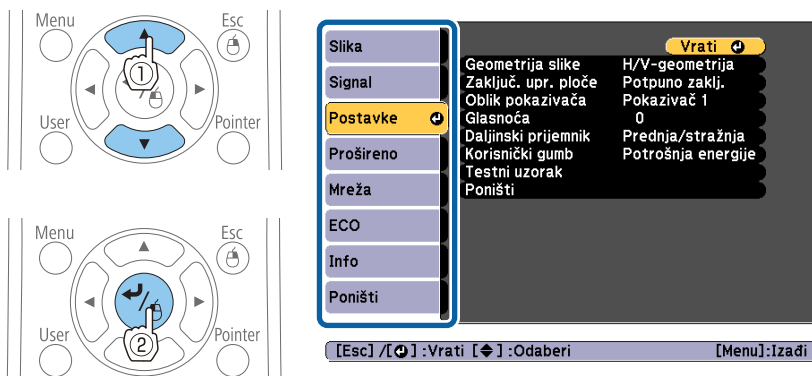 Menu
Esc
1
User
Pointer
Menu
Esc
User
2
Pointer
Slika
Signal
Postavke
Prošireno
Mreža
ECO
Info
Poništi
Vrati
Geometrija slike H/V-geometrija
Zaključ. upr. ploče Potpuno zaklj.
Oblik pokazivača Pokazivač 1
Glasnoća 0
Daljinski prijemnik Prednja/stražnja
Korisnički gumb Potrošnja energije
Testni uzorak
Poništi
[Esc] /[ ] :Vrati [ ] :Odaberi [Menu]:Izađi